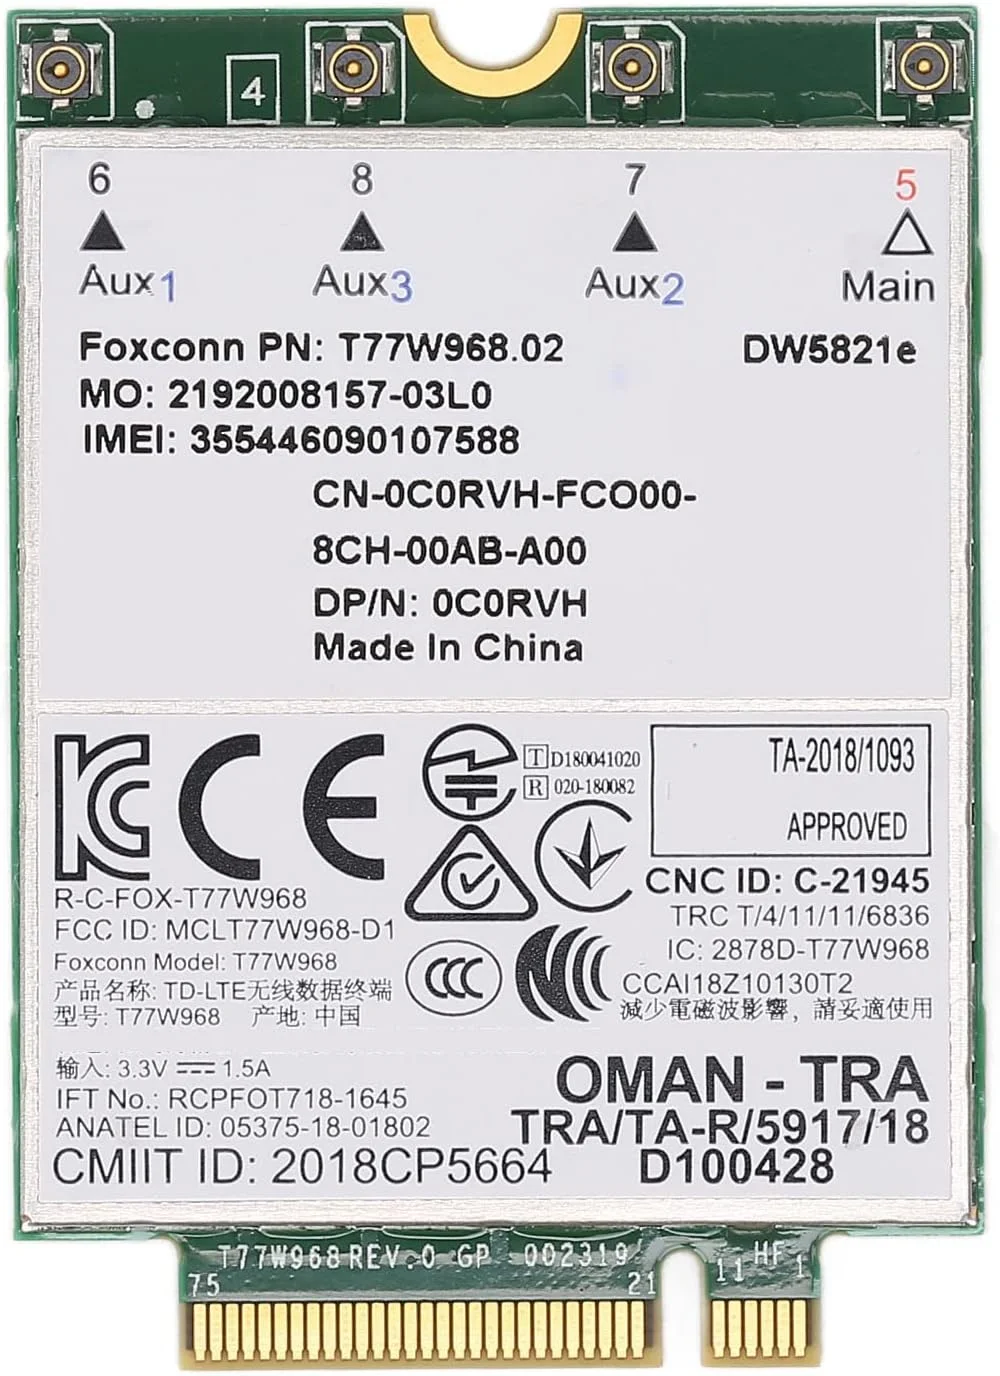 4
6 8 7 5
Aux1 Aux3 Aux2 Main
Foxconn PN: T77W968.02 DW5821e
MO: 2192008157-03L0
IMEI: 355446090107588
CN-0C0RVH-FCO00-
8CH-00AB-A00
DP/N: 0C0RVH
Made In China
T D180041020
R 020-180082
TA-2018/1093
APPROVED
R-C-FOX-T77W968
CNC ID: C-21945
FCC ID: MCLT77W968-D1
TRC T/4/11/11/6836
Foxconn Model: T77W968
IC: 2878D-T77W968
产品名称: TD-LTE无线数据终端
CCAI18Z10130T2
型号: T77W968 产地: 中国
減少電磁波影響，請妥適使用
输入: 3.3V 1.5A
OMAN - TRA
IFT No.: RCPFOT718-1645
TRA/TA-R/5917/18
ANATEL ID: 05375-18-01802
CMIIT ID: 2018CP5664
D100428
T77W968 REV:0 GP 002319 HF
75 21 11 1